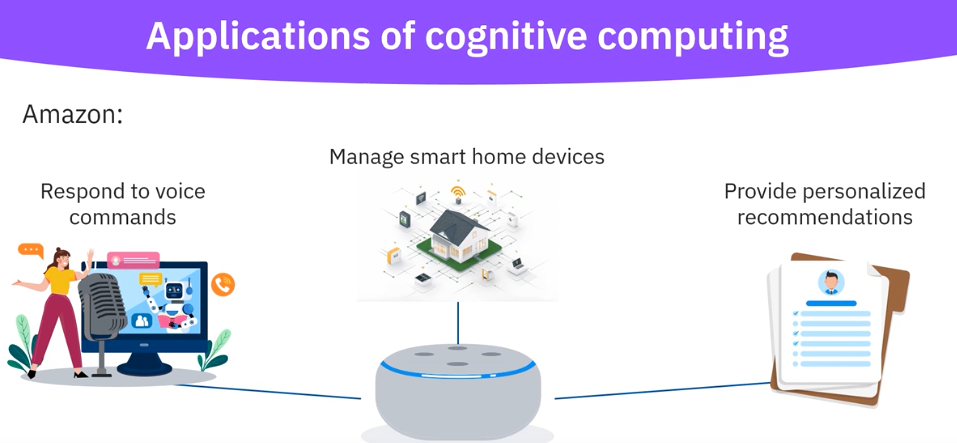 Applications of cognitive computing
Amazon:
Manage smart home devices
Respond to voice
commands
Provide personalized
recommendations